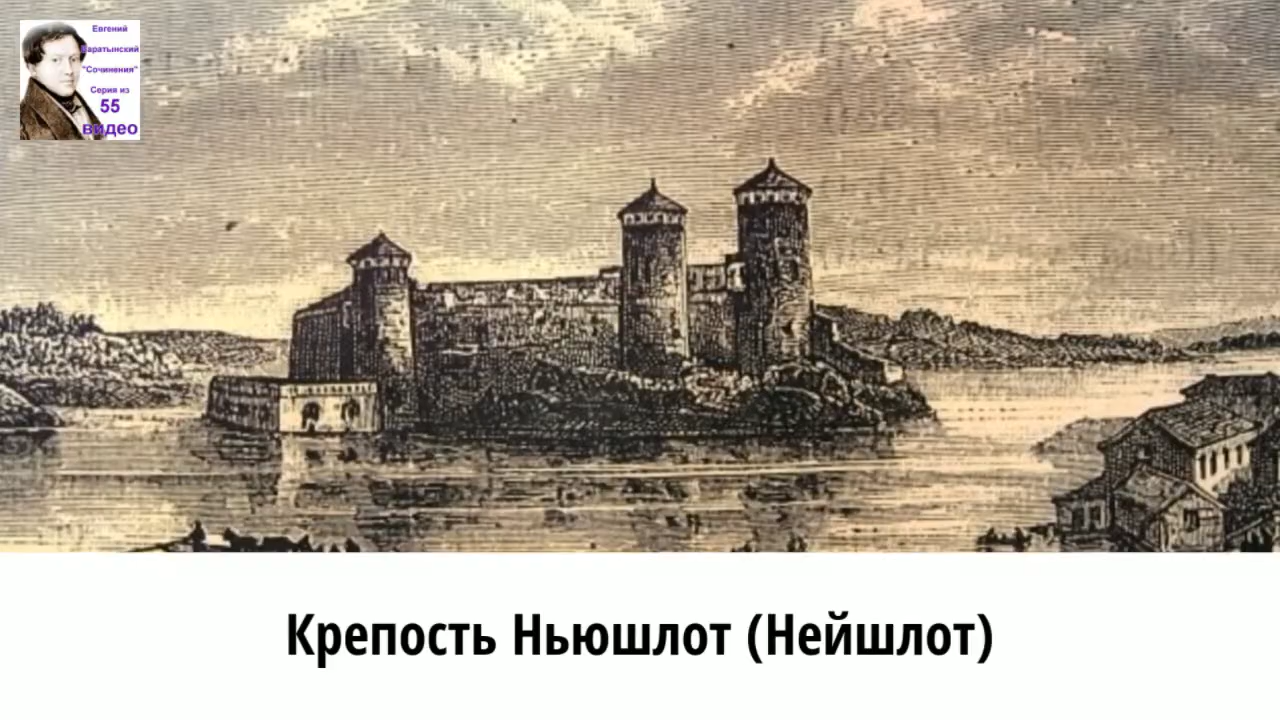 Евгений
Баратынский
"Сочинения"
Серия из
55
видео
Крепость Ньюшлот (Нейшлот)